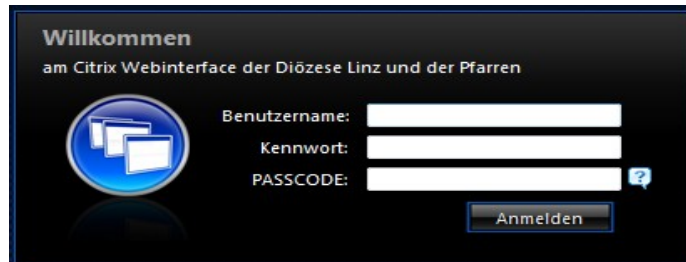 Willkommen
am Citrix Webinterface der Diözese Linz und der Pfarren
Benutzername:
Kennwort:
PASSCODE:
?
Anmelden